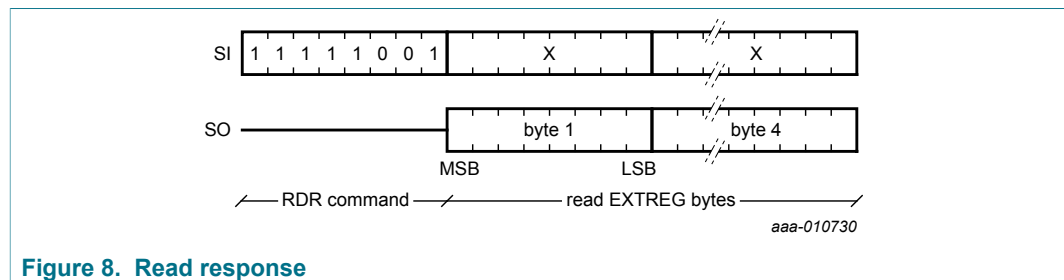 SI 1 1 1 1 1 0 0 1 X X
SO byte 1 byte 4
MSB LSB
RDR command read EXTREG bytes
aaa-010730
Figure 8. Read response